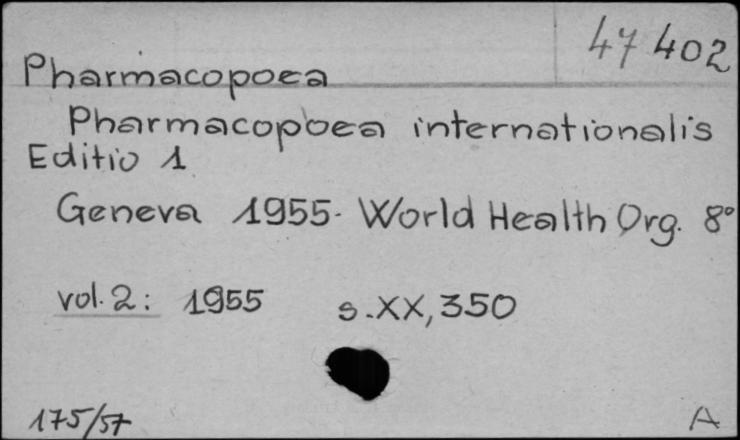 47 402
Pharmacopoea
Pharmacopoea internationalis
Editio 1
Geneva 1955. World Health Org. 8°
vol. 2: 1955 s. XX, 350
175/57 A